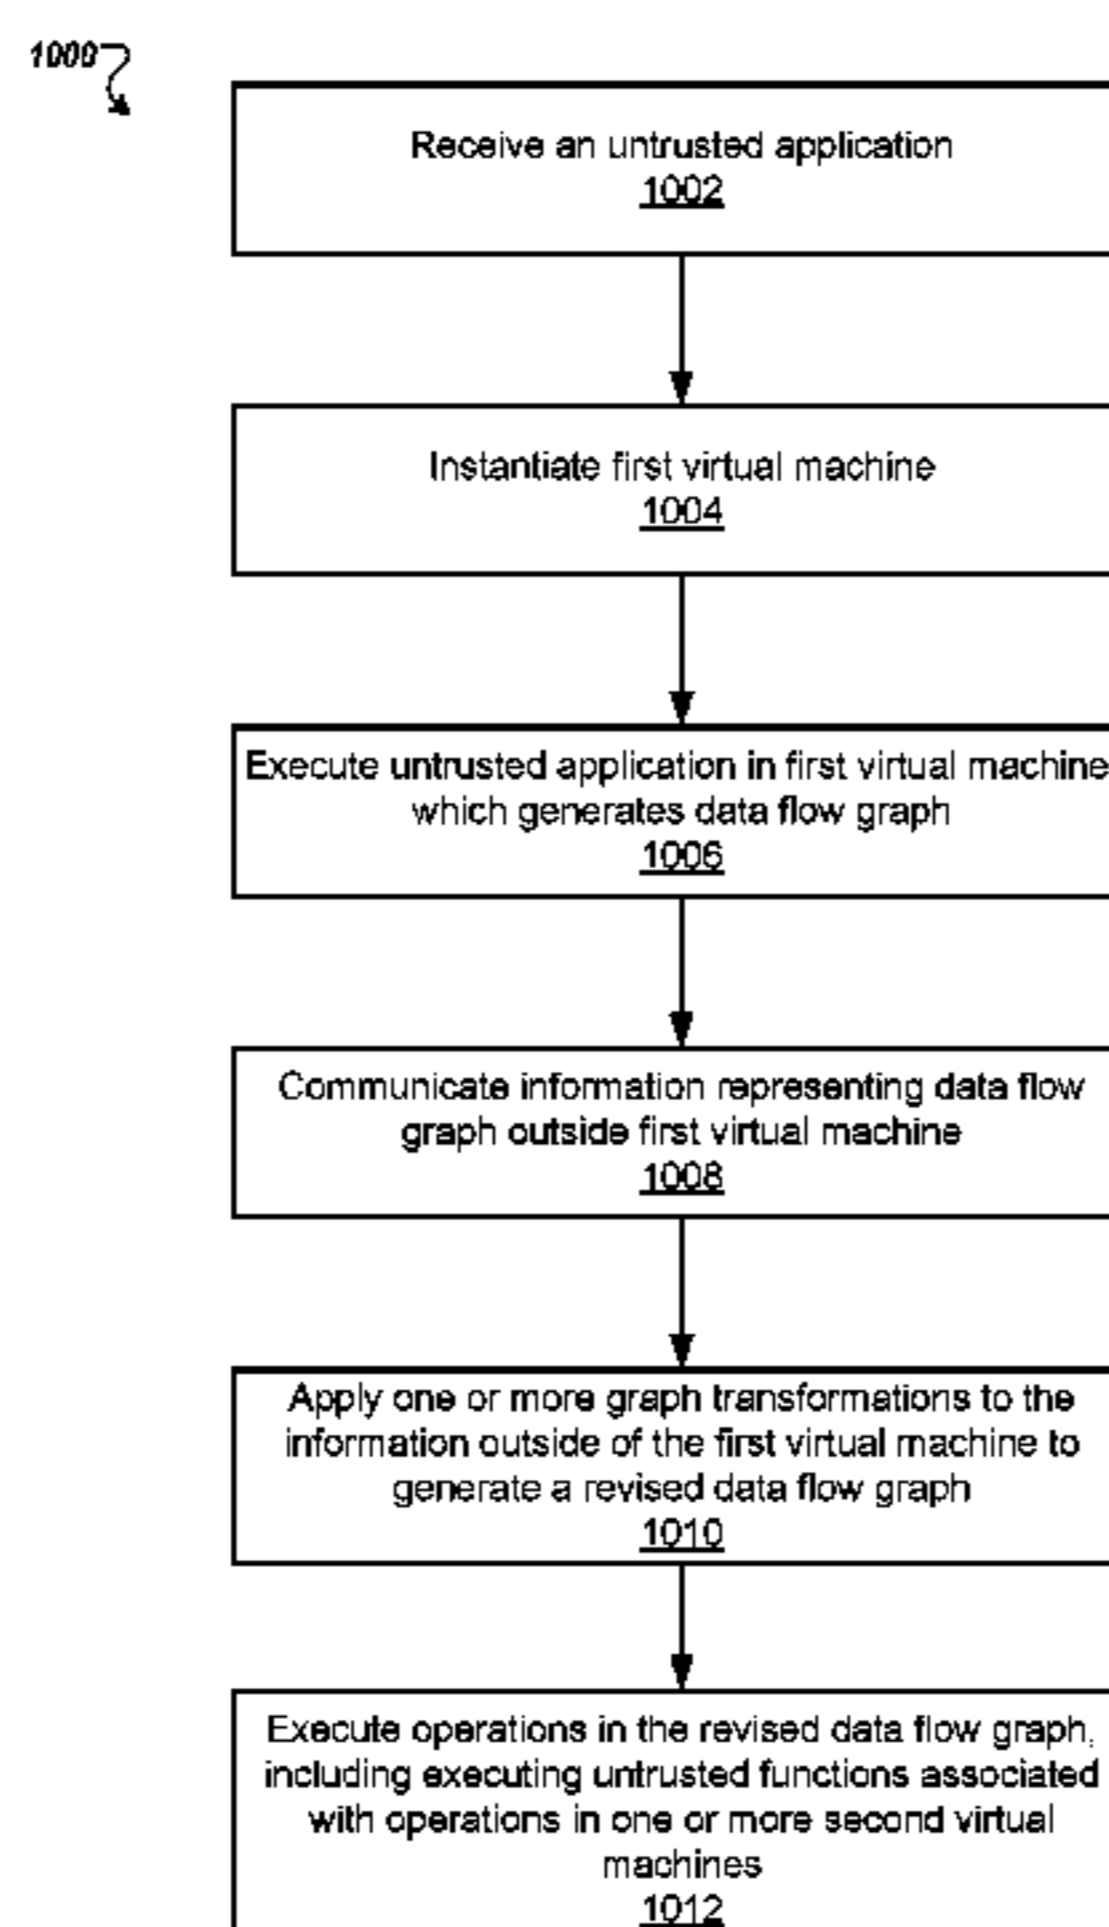 1000
Receive an untrusted application
1002
Instantiate first virtual machine
1004
Execute untrusted application in first virtual machine
which generates data flow graph
1006
Communicate information representing data flow
graph outside first virtual machine
1008
Apply one or more graph transformations to the
information outside of the first virtual machine to
generate a revised data flow graph
1010
Execute operations in the revised data flow graph,
including executing untrusted functions associated
with operations in one or more second virtual
machines
1012